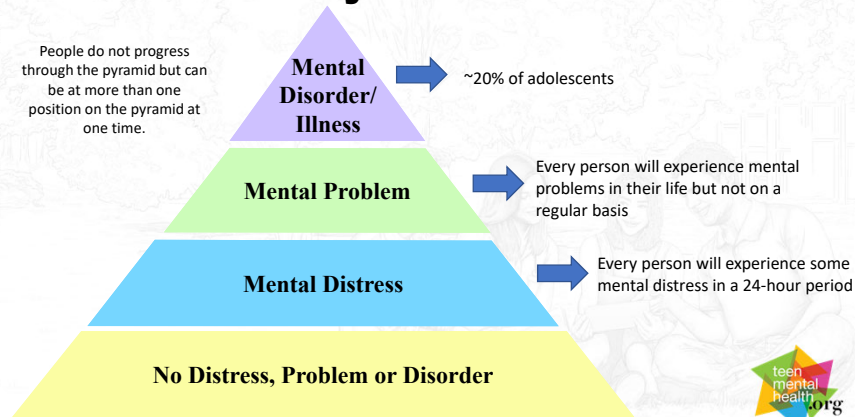 People do not progress
through the pyramid but can
be at more than one
position on the pyramid at
one time.
Mental
Disorder/
Illness
~20% of adolescents
Mental Problem
Every person will experience mental
problems in their life but not on a
regular basis
Mental Distress
Every person will experience some
mental distress in a 24-hour period
No Distress, Problem or Disorder
teen
mental
health
.org